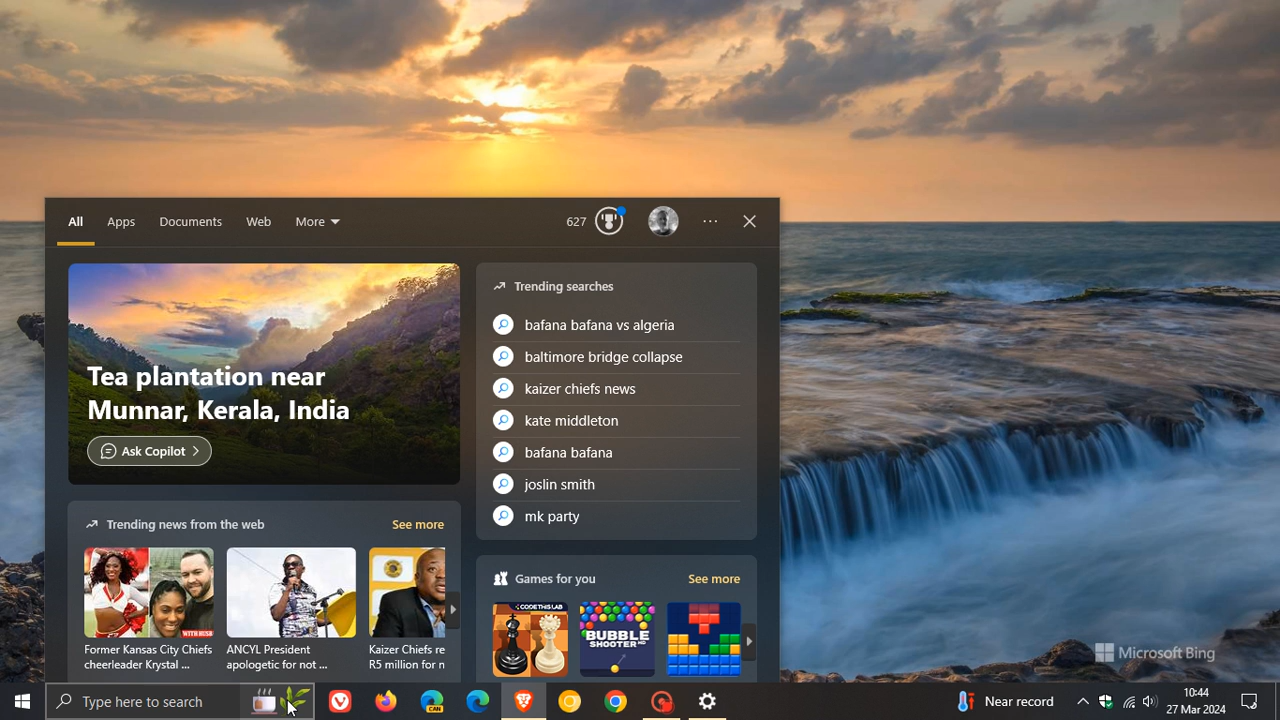 All
Apps
Documents
Web
More
627
Tea plantation near
Munnar, Kerala, India
Ask Copilot
Trending searches
bafana bafana vs algeria
baltimore bridge collapse
kaizer chiefs news
kate middleton
bafana bafana
joslin smith
mk party
Trending news from the web
See more
WITH HUSB
Former Kansas City Chiefs
cheerleader Krystal ...
ANCYL President
apologetic for not ...
Kaizer Chiefs re
R5 million for n
Games for you
See more
CODETHISLAB
BUBBLE
SHOOTER HD
Microsoft Bing
Type here to search
CAN
Near record
10:44
27 Mar 2024